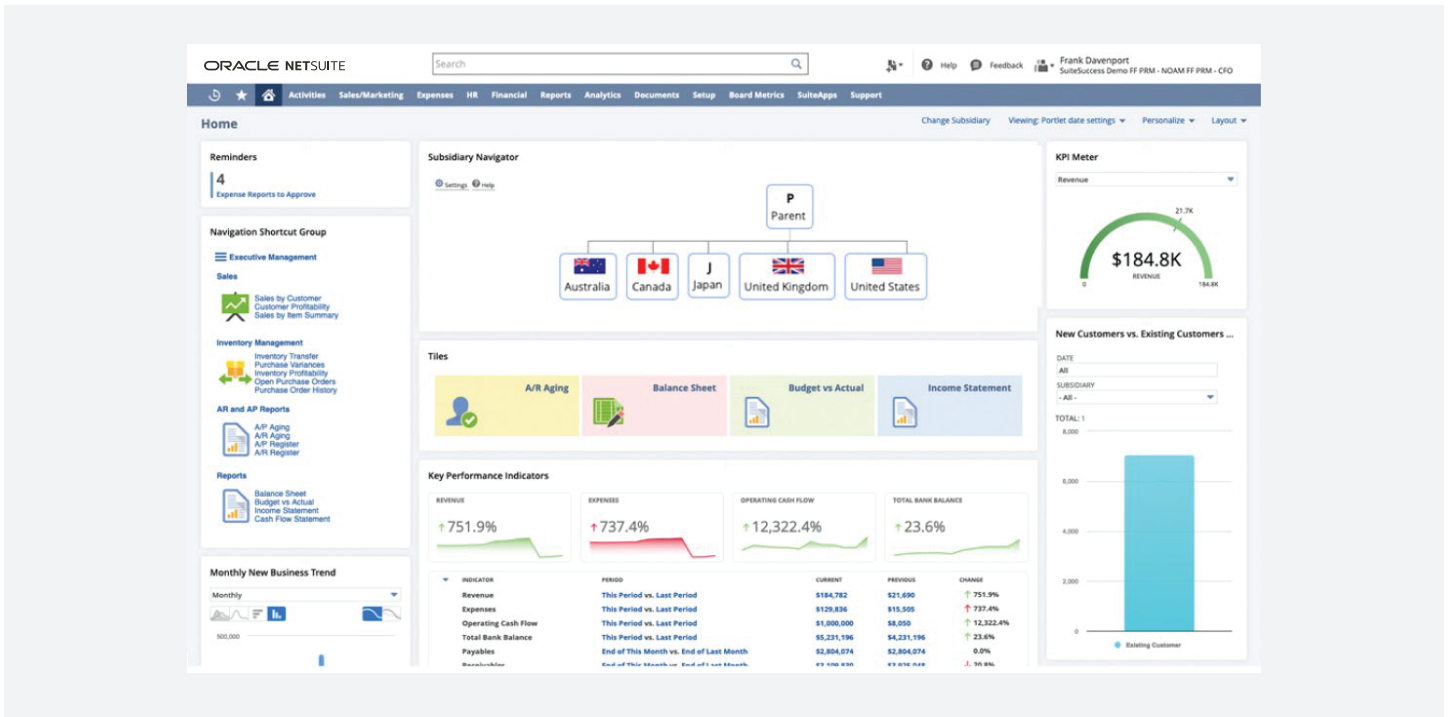 ORACLE NETSUITE
Search
Help
Feedback
Frank Davenport
SuiteSuccess Demo FF PRM - NOAM FF PRM - CFO
Activities Sales/Marketing Expenses HR Financial Reports Analytics Documents Setup Board Metrics SuiteApps Support
Home
Change Subsidiary Viewing: Portlet date settings Personalize Layout
Reminders
4
Expense Reports to Approve
Navigation Shortcut Group
Executive Management
Sales
Sales by Customer
Customer Profitability
Sales by Item Summary
Inventory Management
Inventory Transfer
Purchase Variances
Inventory Profitability
Open Purchase Orders
Purchase Order History
AR and AP Reports
A/P Aging
A/R Aging
A/P Register
A/R Register
Reports
Balance Sheet
Budget vs Actual
Income Statement
Cash Flow Statement
Monthly New Business Trend
Monthly
500,000
Subsidiary Navigator
Settings Help
P
Parent
Australia
Canada
J
Japan
United Kingdom
United States
Tiles
A/R Aging
Balance Sheet
Budget vs Actual
Income Statement
Key Performance Indicators
REVENUE
751.9%
EXPENSES
737.4%
OPERATING CASH FLOW
12,322.4%
TOTAL BANK BALANCE
23.6%
INDICATOR PERIOD CURRENT PREVIOUS CHANGE
Revenue This Period vs. Last Period $184,782 $21,690 751.9%
Expenses This Period vs. Last Period $129,836 $15,505 737.4%
Operating Cash Flow This Period vs. Last Period $1,000,000 $8,050 12,322.4%
Total Bank Balance This Period vs. Last Period $5,231,196 $4,231,196 23.6%
Payables End of This Month vs. End of Last Month $2,804,074 $2,804,074 0.0%
Receivables End of This Month vs. End of Last Month
KPI Meter
Revenue
21.7K
$184.8K
REVENUE
0
184.8K
New Customers vs. Existing Customers ...
DATE
All
SUBSIDIARY
- All -
TOTAL: 1
8,000
6,000
4,000
2,000
0
Existing Customer